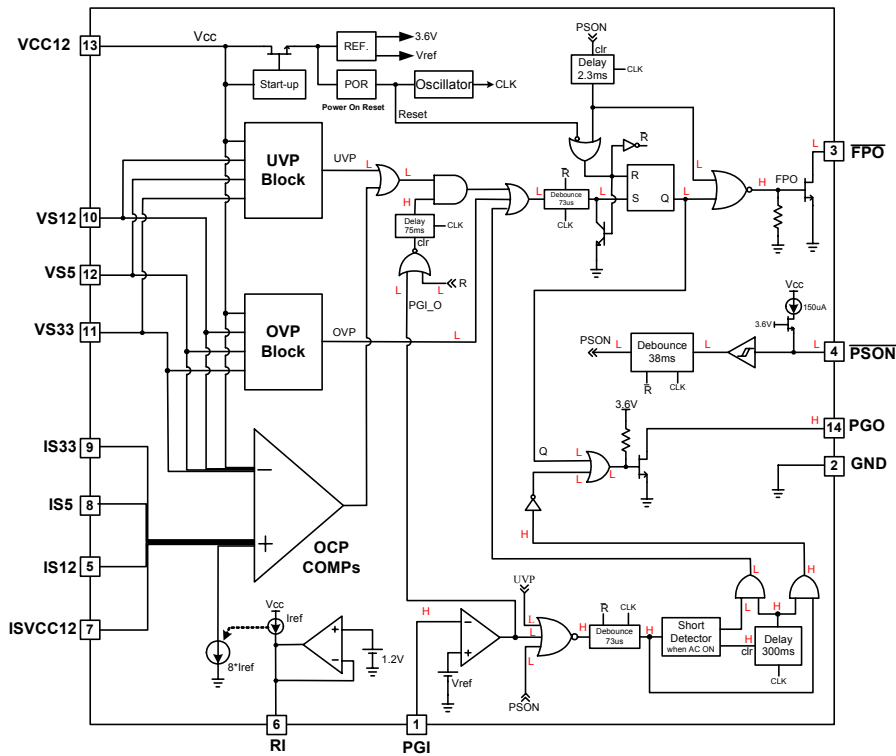 PSON
VCC12
13
Vcc
3.6V
REF.
Vref
clr
Delay
2.3ms
CLK
Start-up
POR
Oscillator
CLK
Power On Reset
Reset
R
UVP
Block
UVP
L
L
H
Delay
75ms
CLK
clr
PGI_O
L
L
R
L
R
Debounce
73us
CLK
L
R
S
Q
L
L
H
FPO
L
3
FPO
VS12
10
VS5
12
VS33
11
OVP
Block
OVP
L
Vcc
150uA
3.6V
PSON
L
Debounce
38ms
R
CLK
L
L
4
PSON
3.6V
H
14
PGO
Q
L
L
L
2
GND
IS33
9
IS5
8
IS12
5
ISVCC12
7
OCP
COMPs
H
L
H
Vcc
Iref
8*Iref
1.2V
H
Vref
UVP
L
L
L
PSON
H
R
CLK
Debounce
73us
H
Short
Detector
when AC ON
L
H
H
clr
Delay
300ms
CLK
6
RI
1
PGI